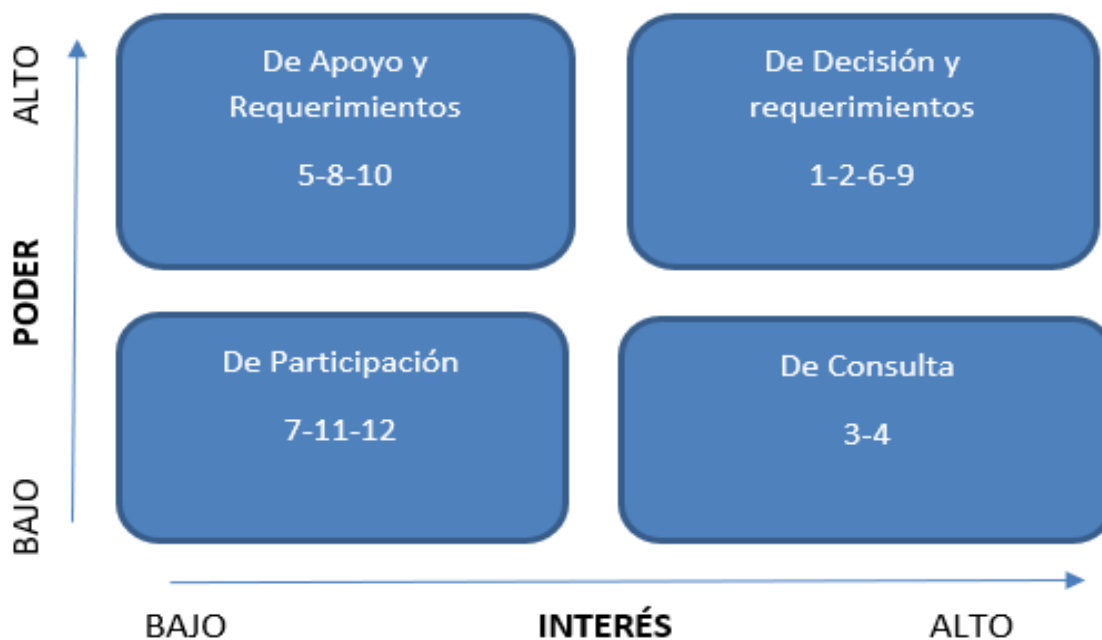 ALTO
PODER
BAJO
De Apoyo y
Requerimientos
5-8-10
De Decisión y
requerimientos
1-2-6-9
De Participación
7-11-12
De Consulta
3-4
BAJO
INTERÉS
ALTO